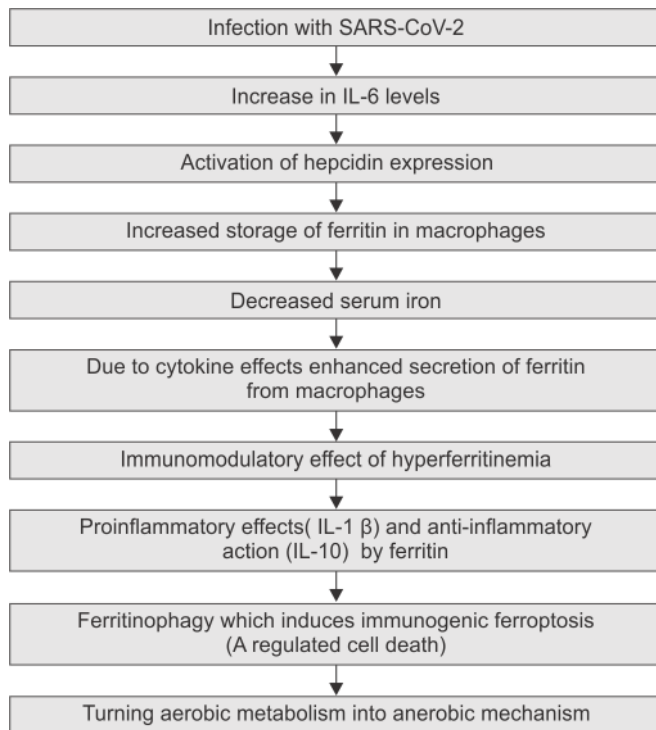 Infection with SARS-CoV-2
Increase in IL-6 levels
Activation of hepcidin expression
Increased storage of ferritin in macrophages
Decreased serum iron
Due to cytokine effects enhanced secretion of ferritin
from macrophages
Immunomodulatory effect of hyperferritinemia
Proinflammatory effects( IL-1 β) and anti-inflammatory
action (IL-10) by ferritin
Ferritinophagy which induces immunogenic ferroptosis
(A regulated cell death)
Turning aerobic metabolism into anerobic mechanism